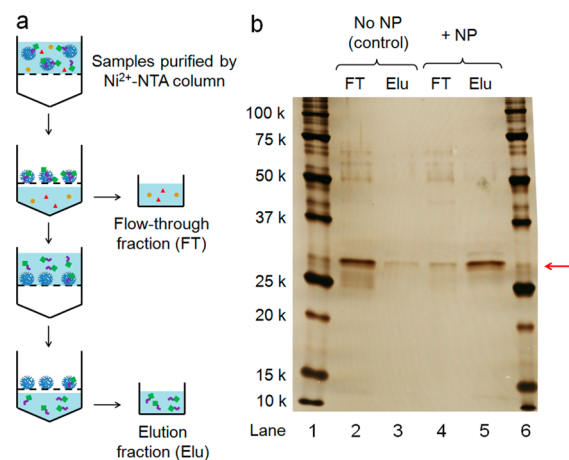 a
Samples purified by
Ni²⁺-NTA column
Flow-through
fraction (FT)
Elution
fraction (Elu)
b
No NP
(control)
+ NP
FT Elu FT Elu
100 k
75 k
50 k
37 k
25 k
20 k
15 k
10 k
Lane 1 2 3 4 5 6